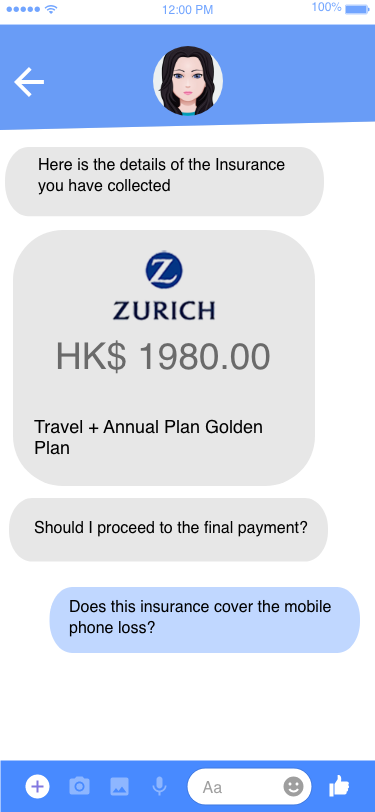 12:00 PM 100%
Here is the details of the Insurance
you have collected
Z
ZURICH
HK$ 1980.00
Travel + Annual Plan Golden
Plan
Should I proceed to the final payment?
Does this insurance cover the mobile
phone loss?
Aa